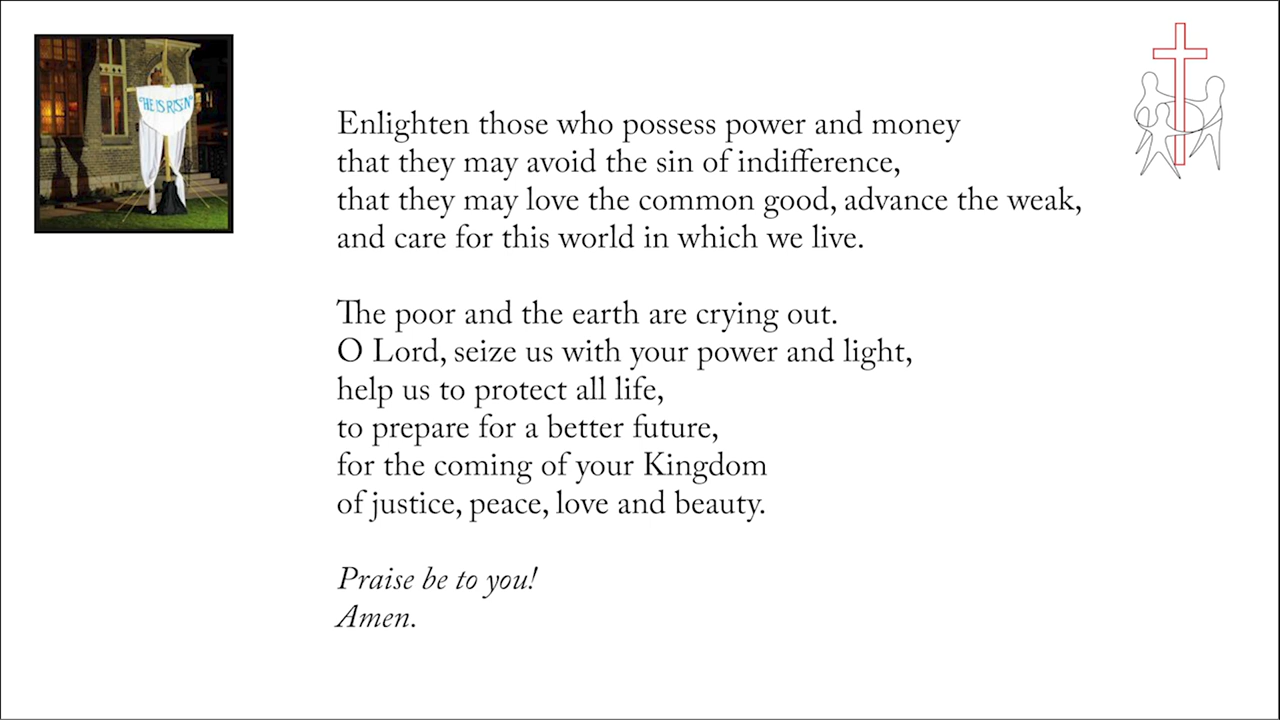 HE IS RISEN
Enlighten those who possess power and money
that they may avoid the sin of indifference,
that they may love the common good, advance the weak,
and care for this world in which we live.
The poor and the earth are crying out.
O Lord, seize us with your power and light,
help us to protect all life,
to prepare for a better future,
for the coming of your Kingdom
of justice, peace, love and beauty.
Praise be to you!
Amen.